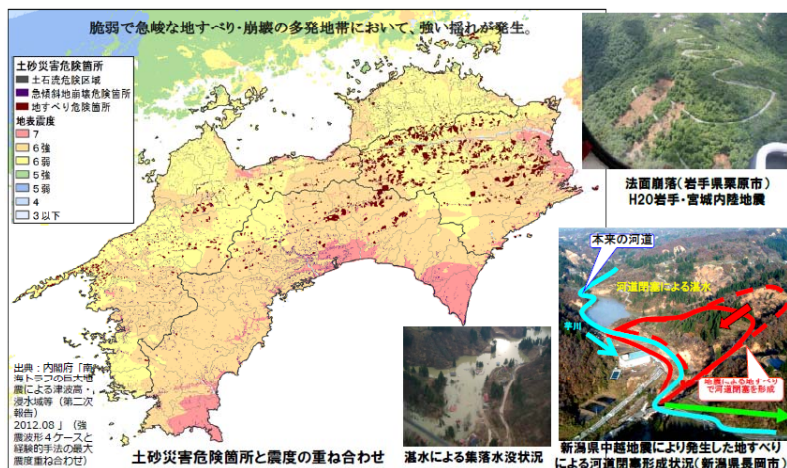 脆弱で急峻な地すべり・崩壊の多発地帯において、強い揺れが発生。
土砂災害危険箇所
土石流危険区域
急傾斜地崩壊危険箇所
地すべり危険箇所
地表震度
7
6強
6弱
5強
5弱
4
3以下
法面崩落(岩手県栗原市)
H20岩手・宮城内陸地震
本来の河道
河道閉塞による湛水
芋川
地震による地すべり
で河道閉塞を形成
出典:内閣府「南
海トラフの巨大地
震による津波高・
浸水域等(第二次
報告)
2012.08 」(強
震波形4ケースと
経験的手法の最大
震度重ね合わせ)
土砂災害危険箇所と震度の重ね合わせ
湛水による集落水没状況
新潟県中越地震により発生した地すべり
による河道閉塞形成状況(新潟県長岡市)